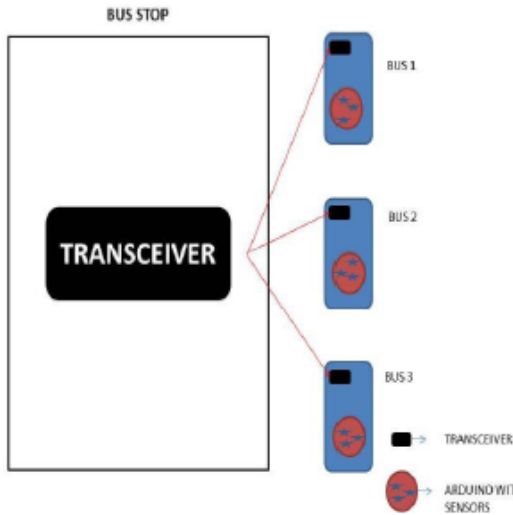 BUS STOP
BUS 1
TRANSCEIVER
BUS 2
BUS 3
TRANSCEIVER
ARDUINO WIT
SENSORS